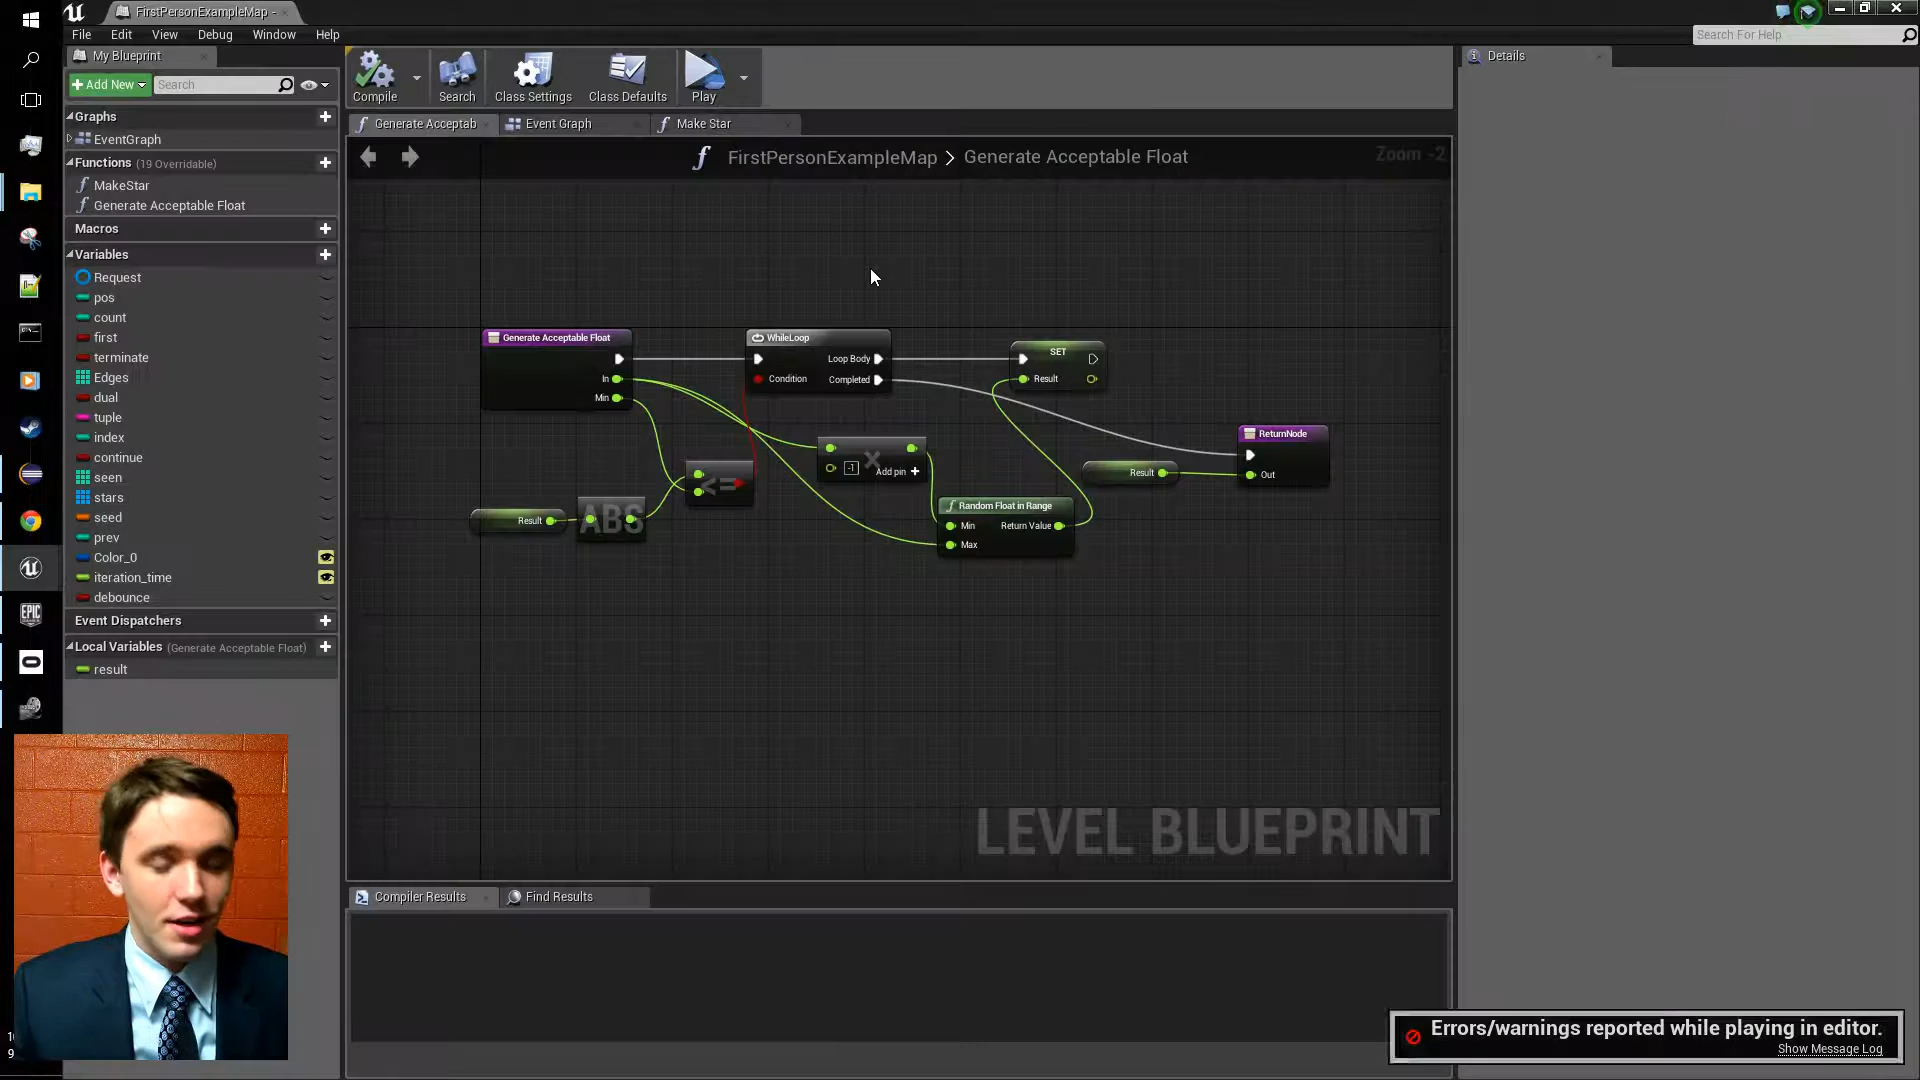 FirstPersonExampleMap -
File Edit View Debug Window Help
Search For Help
My Blueprint
Details
Add New
Search
Compile
Search
Class Settings
Class Defaults
Play
Graphs
Generate Acceptab
Event Graph
Make Star
EventGraph
FirstPersonExampleMap > Generate Acceptable Float
Zoom -2
Functions (19 Overridable)
MakeStar
Generate Acceptable Float
Macros
Variables
Request
pos
count
first
terminate
Edges
dual
tuple
index
continue
seen
stars
seed
prev
Color_0
iteration_time
debounce
Event Dispatchers
Local Variables (Generate Acceptable Float)
result
Generate Acceptable Float
In
Min
WhileLoop
Loop Body
Condition
Completed
SET
Result
ReturnNode
Out
Result
-1
Add pin +
<=
Result
ABS
Random Float in Range
Min
Return Value
Max
LEVEL BLUEPRINT
Compiler Results
Find Results
EPIC
Errors/warnings reported while playing in editor.
Show Message Log